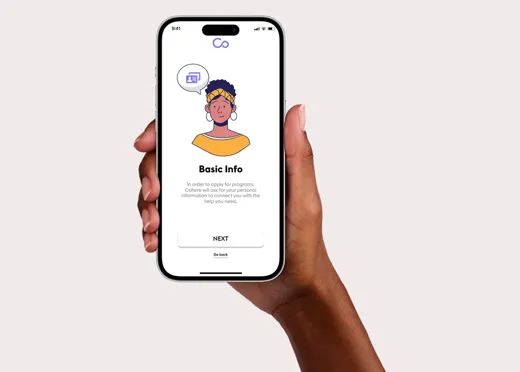 9:41
Co
Basic Info
In order to apply for programs,
Cohere will ask for your personal
information to connect you with the
help you need.
NEXT
Go back